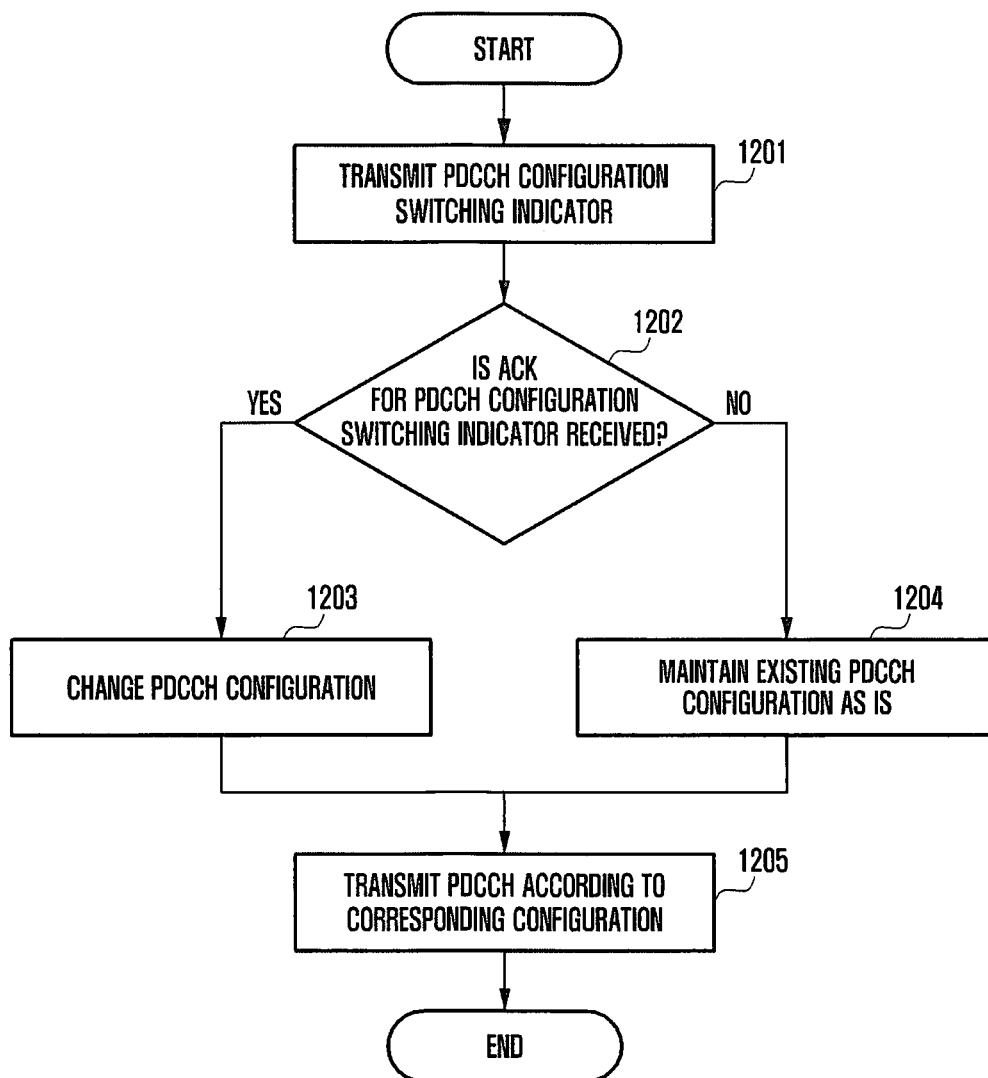 START
1201
TRANSMIT PDCCH CONFIGURATION
SWITCHING INDICATOR
1202
IS ACK
FOR PDCCH CONFIGURATION
SWITCHING INDICATOR RECEIVED?
YES
NO
1203
CHANGE PDCCH CONFIGURATION
1204
MAINTAIN EXISTING PDCCH
CONFIGURATION AS IS
1205
TRANSMIT PDCCH ACCORDING TO
CORRESPONDING CONFIGURATION
END